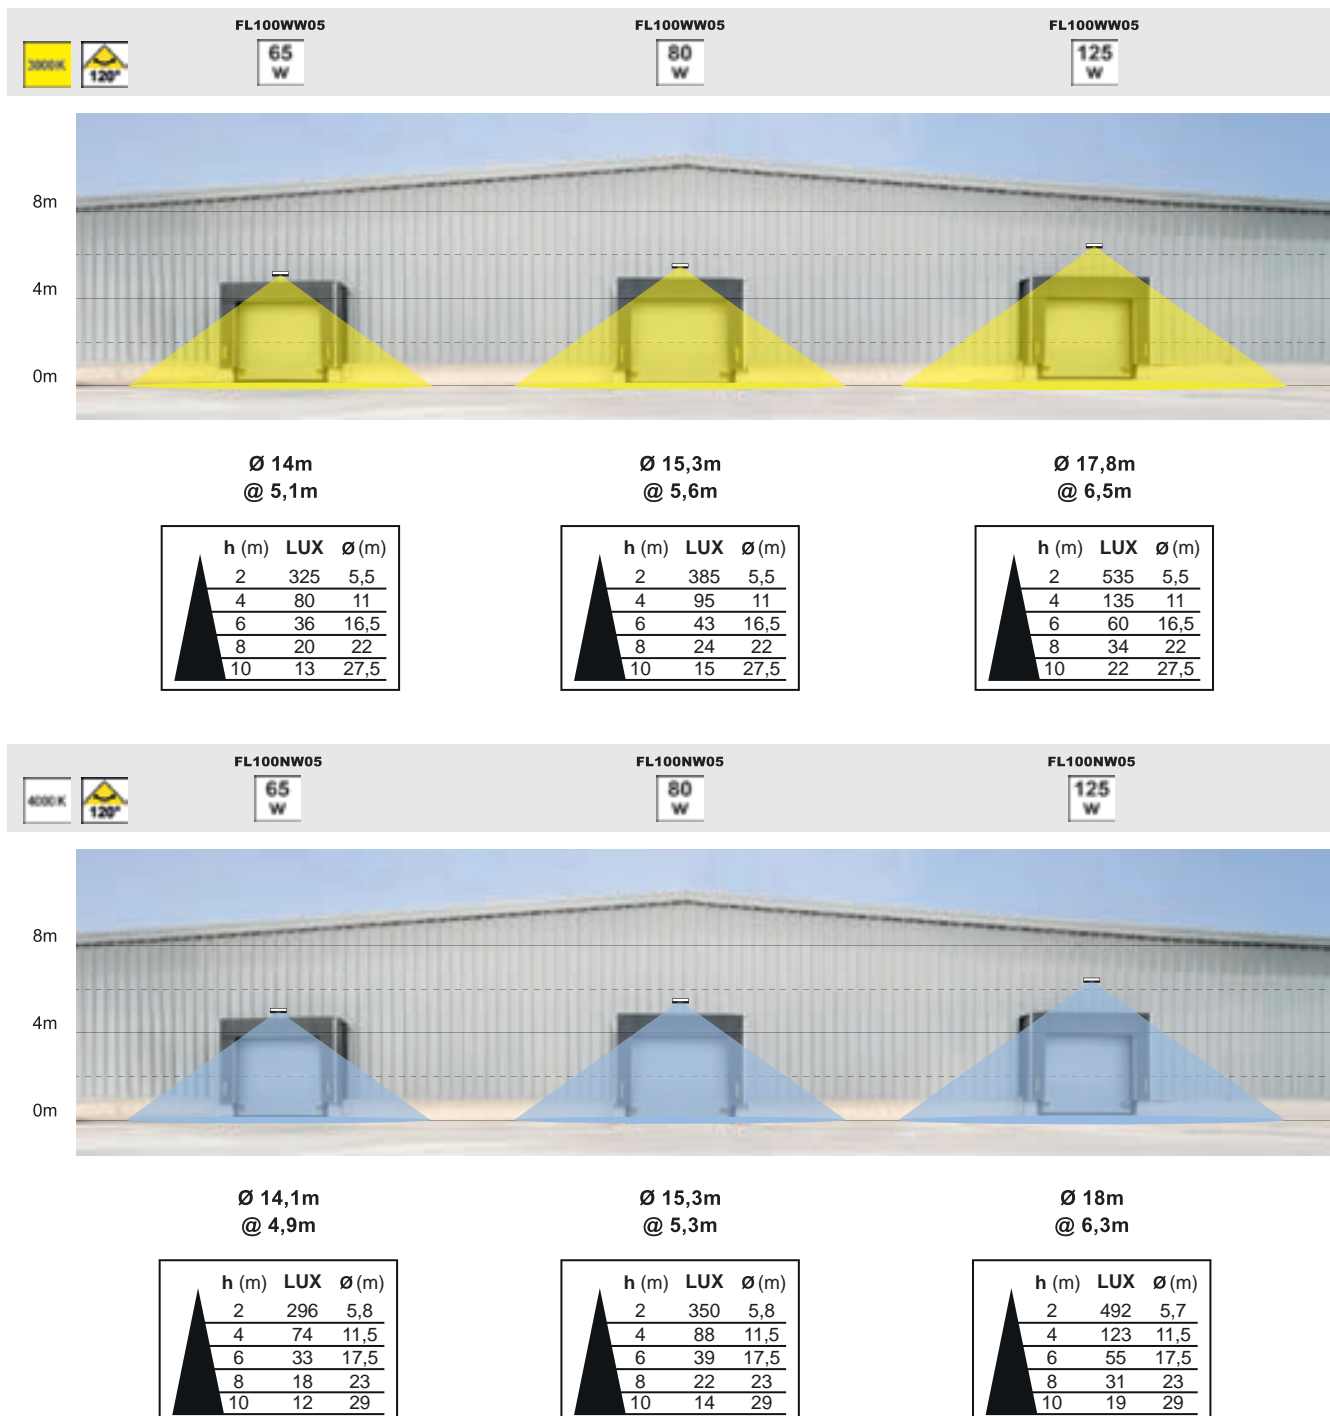 FL100WW05 FL100WW05 FL100WW05
3000K 120° 65 W 80 W 125 W
8m
4m
0m
Ø 14m Ø 15,3m Ø 17,8m
@ 5,1m @ 5,6m @ 6,5m
h (m) LUX Ø (m) h (m) LUX Ø (m) h (m) LUX Ø (m)
2 325 5,5 2 385 5,5 2 535 5,5
4 80 11 4 95 11 4 135 11
6 36 16,5 6 43 16,5 6 60 16,5
8 20 22 8 24 22 8 34 22
10 13 27,5 10 15 27,5 10 22 27,5
FL100NW05 FL100NW05 FL100NW05
4000K 120° 65 W 80 W 125 W
8m
4m
0m
Ø 14,1m Ø 15,3m Ø 18m
@ 4,9m @ 5,3m @ 6,3m
h (m) LUX Ø (m) h (m) LUX Ø (m) h (m) LUX Ø (m)
2 296 5,8 2 350 5,8 2 492 5,7
4 74 11,5 4 88 11,5 4 123 11,5
6 33 17,5 6 39 17,5 6 55 17,5
8 18 23 8 22 23 8 31 23
10 12 29 10 14 29 10 19 29